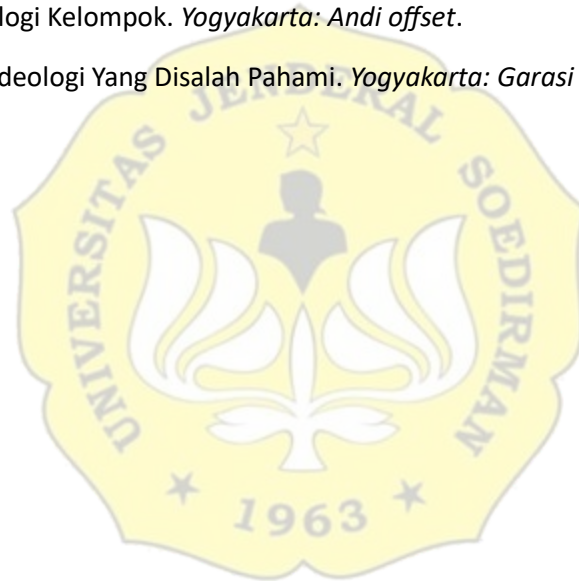 logi Kelompok. Yogyakarta: Andi offset.
deologi Yang Disalah Pahami. Yogyakarta: Garasi
UNIVERSITAS JENDERAL SOEDIRMAN
★ 1963 ★